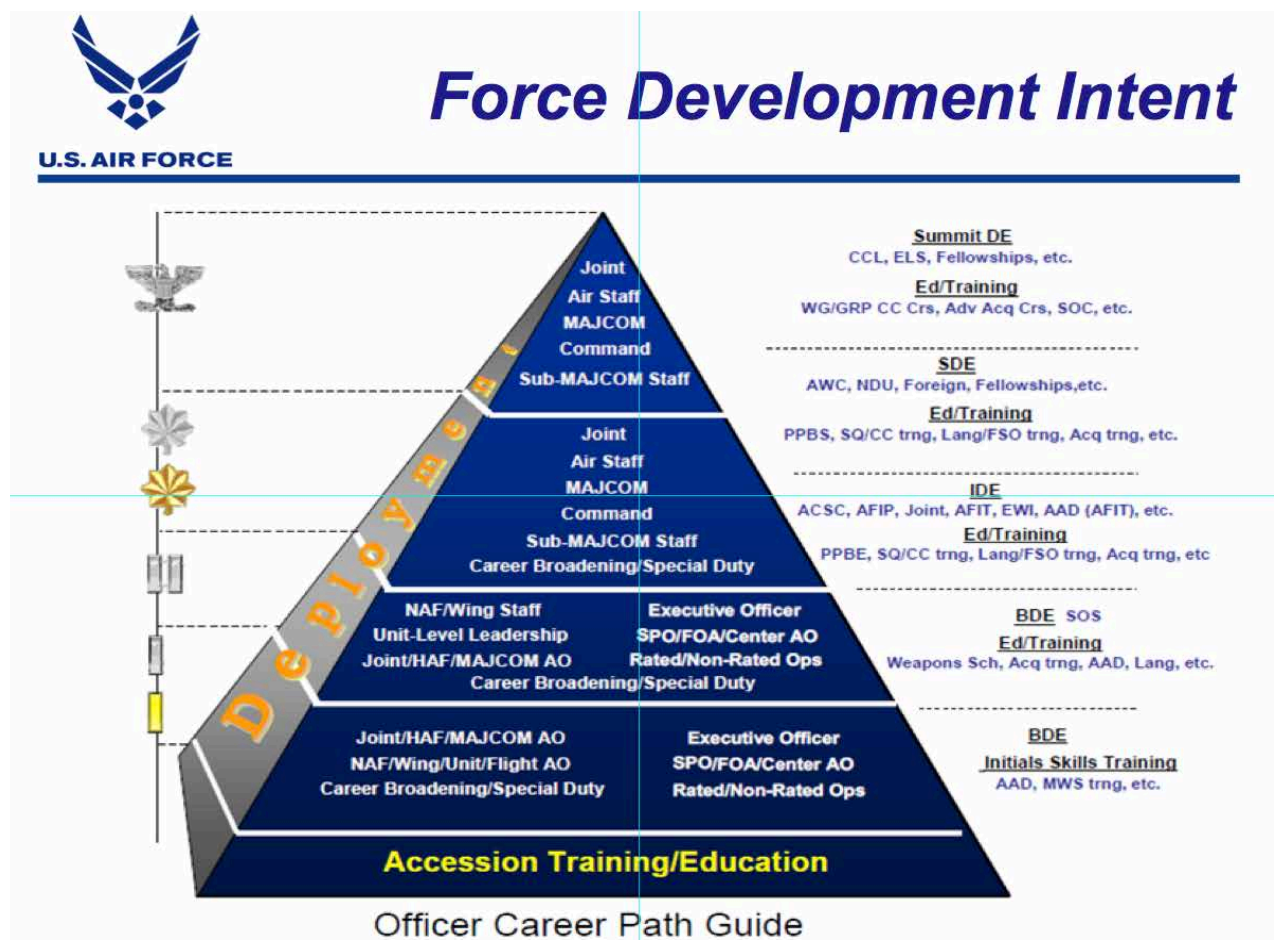 Force Development Intent
U.S. AIR FORCE
Deployment
Joint
Air Staff
MAJCOM
Command
Sub-MAJCOM Staff
Joint
Air Staff
MAJCOM
Command
Sub-MAJCOM Staff
Career Broadening/Special Duty
NAF/Wing Staff
Unit-Level Leadership
Joint/HAF/MAJCOM AO
Executive Officer
SPO/FOA/Center AO
Rated/Non-Rated Ops
Career Broadening/Special Duty
Joint/HAF/MAJCOM AO
NAF/Wing/Unit/Flight AO
Career Broadening/Special Duty
Executive Officer
SPO/FOA/Center AO
Rated/Non-Rated Ops
Accession Training/Education
Summit DE
CCL, ELS, Fellowships, etc.
Ed/Training
WG/GRP CC Crs, Adv Acq Crs, SOC, etc.
SDE
AWC, NDU, Foreign, Fellowships,etc.
Ed/Training
PPBS, SQ/CC trng, Lang/FSO trng, Acq trng, etc.
IDE
ACSC, AFIP, Joint, AFIT, EWI, AAD (AFIT), etc.
Ed/Training
PPBE, SQ/CC trng, Lang/FSO trng, Acq trng, etc
BDE SOS
Ed/Training
Weapons Sch, Acq trng, AAD, Lang, etc.
BDE
Initials Skills Training
AAD, MWS trng, etc.
Officer Career Path Guide